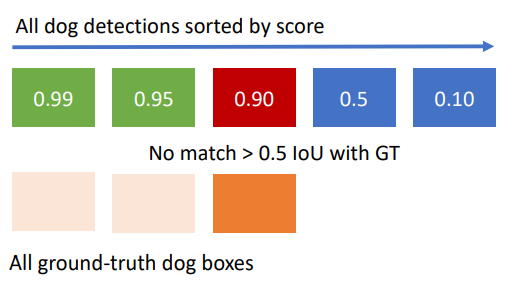 All dog detections sorted by score
0.99 0.95 0.90 0.5 0.10
No match > 0.5 IoU with GT
All ground-truth dog boxes